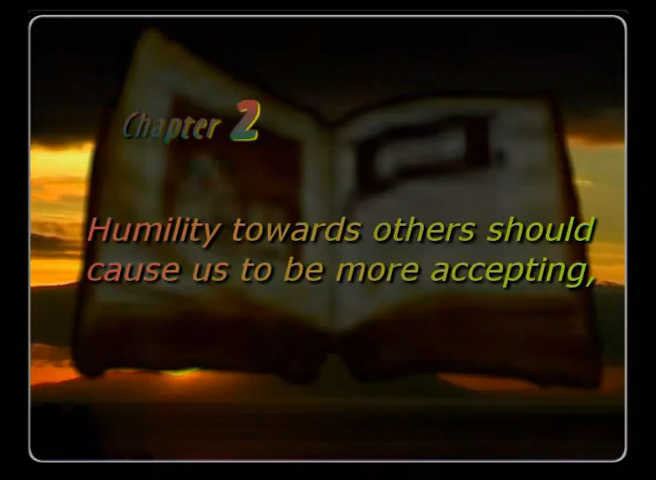 Chapter 2
Humility towards others should
cause us to be more accepting,